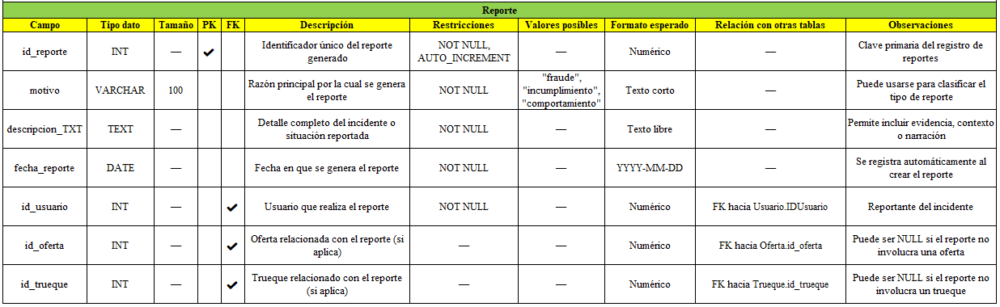 Reporte
Campo Tipo dato Tamaño PK FK Descripción Restricciones Valores posibles Formato esperado Relación con otras tablas Observaciones
id_reporte INT — ✔ Identificador único del reporte generado NOT NULL, AUTO_INCREMENT — Numérico — Clave primaria del registro de reportes
motivo VARCHAR 100 Razón principal por la cual se genera el reporte NOT NULL "fraude", "incumplimiento", "comportamiento" Texto corto — Puede usarse para clasificar el tipo de reporte
descripcion_TXT TEXT — Detalle completo del incidente o situación reportada NOT NULL — Texto libre — Permite incluir evidencia, contexto o narración
fecha_reporte DATE — Fecha en que se genera el reporte NOT NULL — YYYY-MM-DD — Se registra automáticamente al crear el reporte
id_usuario INT — ✔ Usuario que realiza el reporte NOT NULL — Numérico FK hacia Usuario.IDUsuario Reportante del incidente
id_oferta INT — ✔ Oferta relacionada con el reporte (si aplica) — — Numérico FK hacia Oferta.id_oferta Puede ser NULL si el reporte no involucra una oferta
id_trueque INT — ✔ Trueque relacionado con el reporte (si aplica) — — Numérico FK hacia Trueque.id_trueque Puede ser NULL si el reporte no involucra un trueque